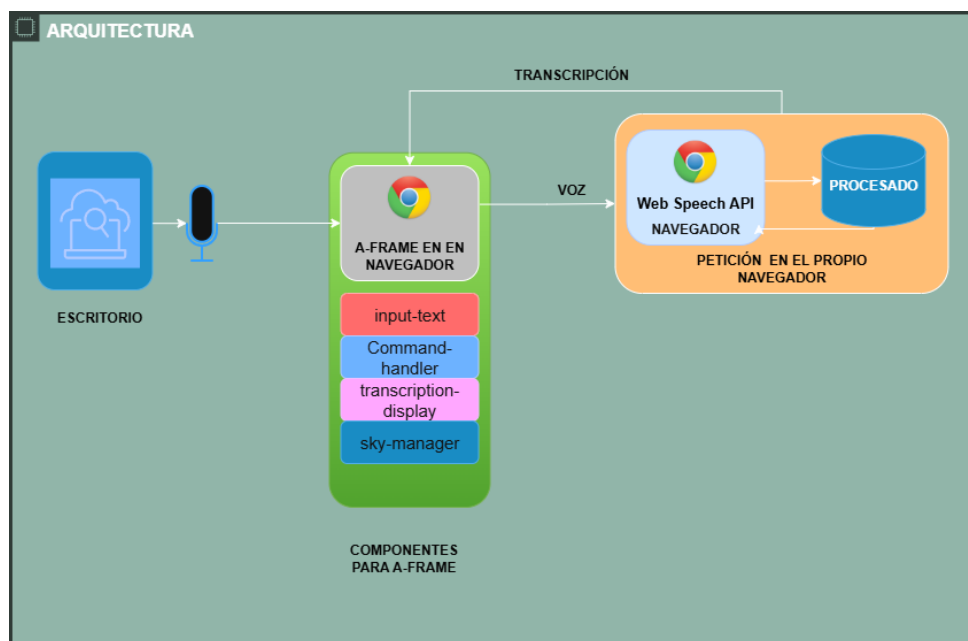 ARQUITECTURA
TRANSCRIPCIÓN
VOZ
Web Speech API
NAVEGADOR
PROCESADO
PETICIÓN EN EL PROPIO
NAVEGADOR
A-FRAME EN EN
NAVEGADOR
ESCRITORIO
input-text
Command-
handler
transcription-
display
sky-manager
COMPONENTES
PARA A-FRAME